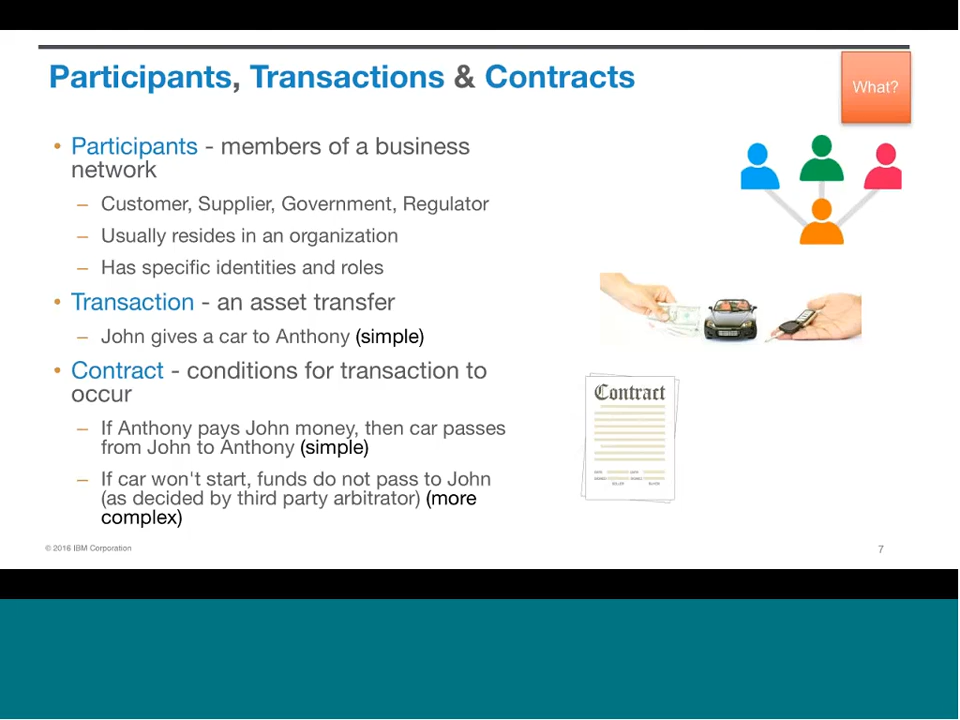 Participants, Transactions & Contracts
What?
• Participants - members of a business
network
– Customer, Supplier, Government, Regulator
– Usually resides in an organization
– Has specific identities and roles
• Transaction - an asset transfer
– John gives a car to Anthony (simple)
• Contract - conditions for transaction to
occur
– If Anthony pays John money, then car passes
from John to Anthony (simple)
– If car won't start, funds do not pass to John
(as decided by third party arbitrator) (more
complex)
Contract
© 2016 IBM Corporation
7